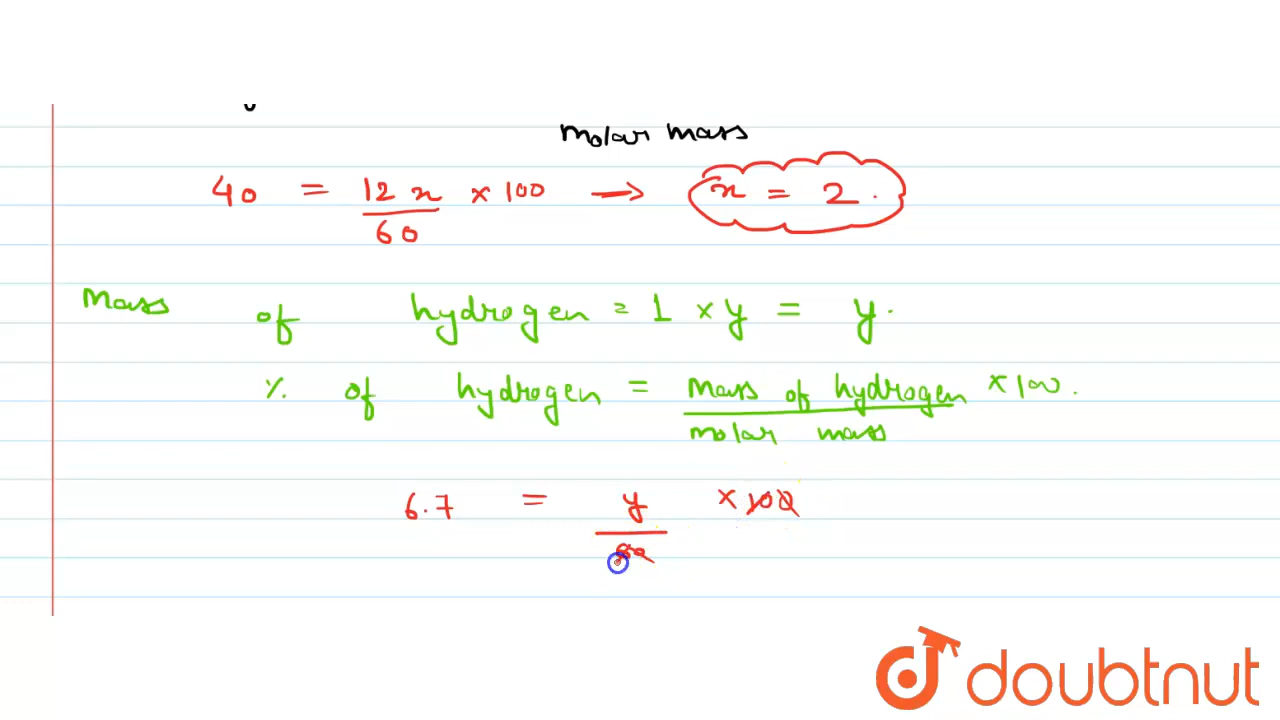 molar mass
40 = 12 x / 60 × 100 → x = 2.
Mass of hydrogen = 1 × y = y.
% of hydrogen = Mass of hydrogen / molar mass × 100.
6.7 = y / 60 × 100
doubtnut